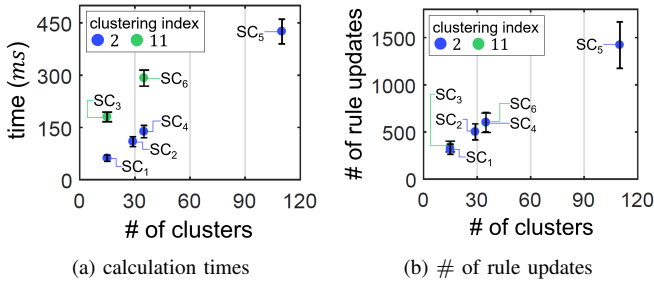 clustering index
2 11
450
300
150
0
time (ms)
SC5
SC6
SC3
SC4
SC2
SC1
0 30 60 90 120
# of clusters
(a) calculation times
clustering index
2 11
1500
1000
500
0
# of rule updates
SC5
SC3
SC6
SC2
SC4
SC1
0 30 60 90 120
# of clusters
(b) # of rule updates